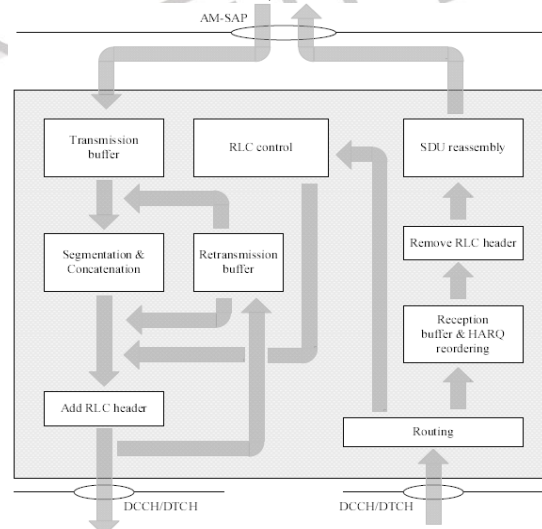 AM-SAP
Transmission
buffer
RLC control
SDU reassembly
Segmentation &
Concatenation
Retransmission
buffer
Remove RLC header
Reception
buffer & HARQ
reordering
Add RLC header
Routing
DCCH/DTCH
DCCH/DTCH